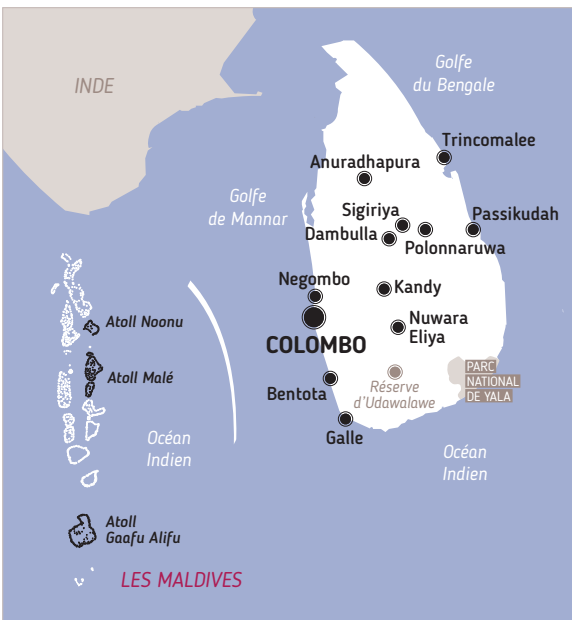 INDE
Golfe
du Bengale
Trincomalee
Anuradhapura
Golfe
de Mannar
Sigiriya
Passikudah
Dambulla
Polonnaruwa
Negombo
Kandy
Atoll Noonu
Nuwara
Eliya
COLOMBO
Atoll Malé
PARC
NATIONAL
DE YALA
Réserve
d'Udawalawe
Bentota
Galle
Océan
Indien
Océan
Indien
Atoll
Gaafu Alifu
LES MALDIVES